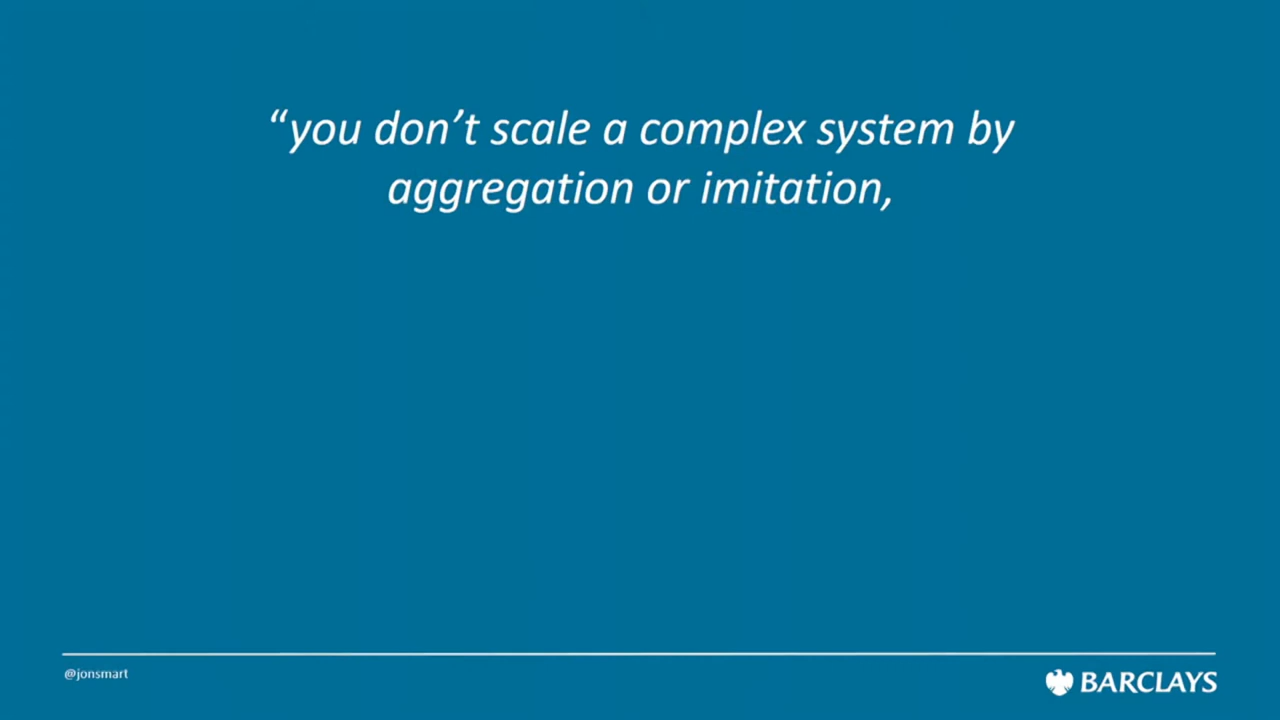 “you don’t scale a complex system by
aggregation or imitation,
@jonsmart
BARCLAYS